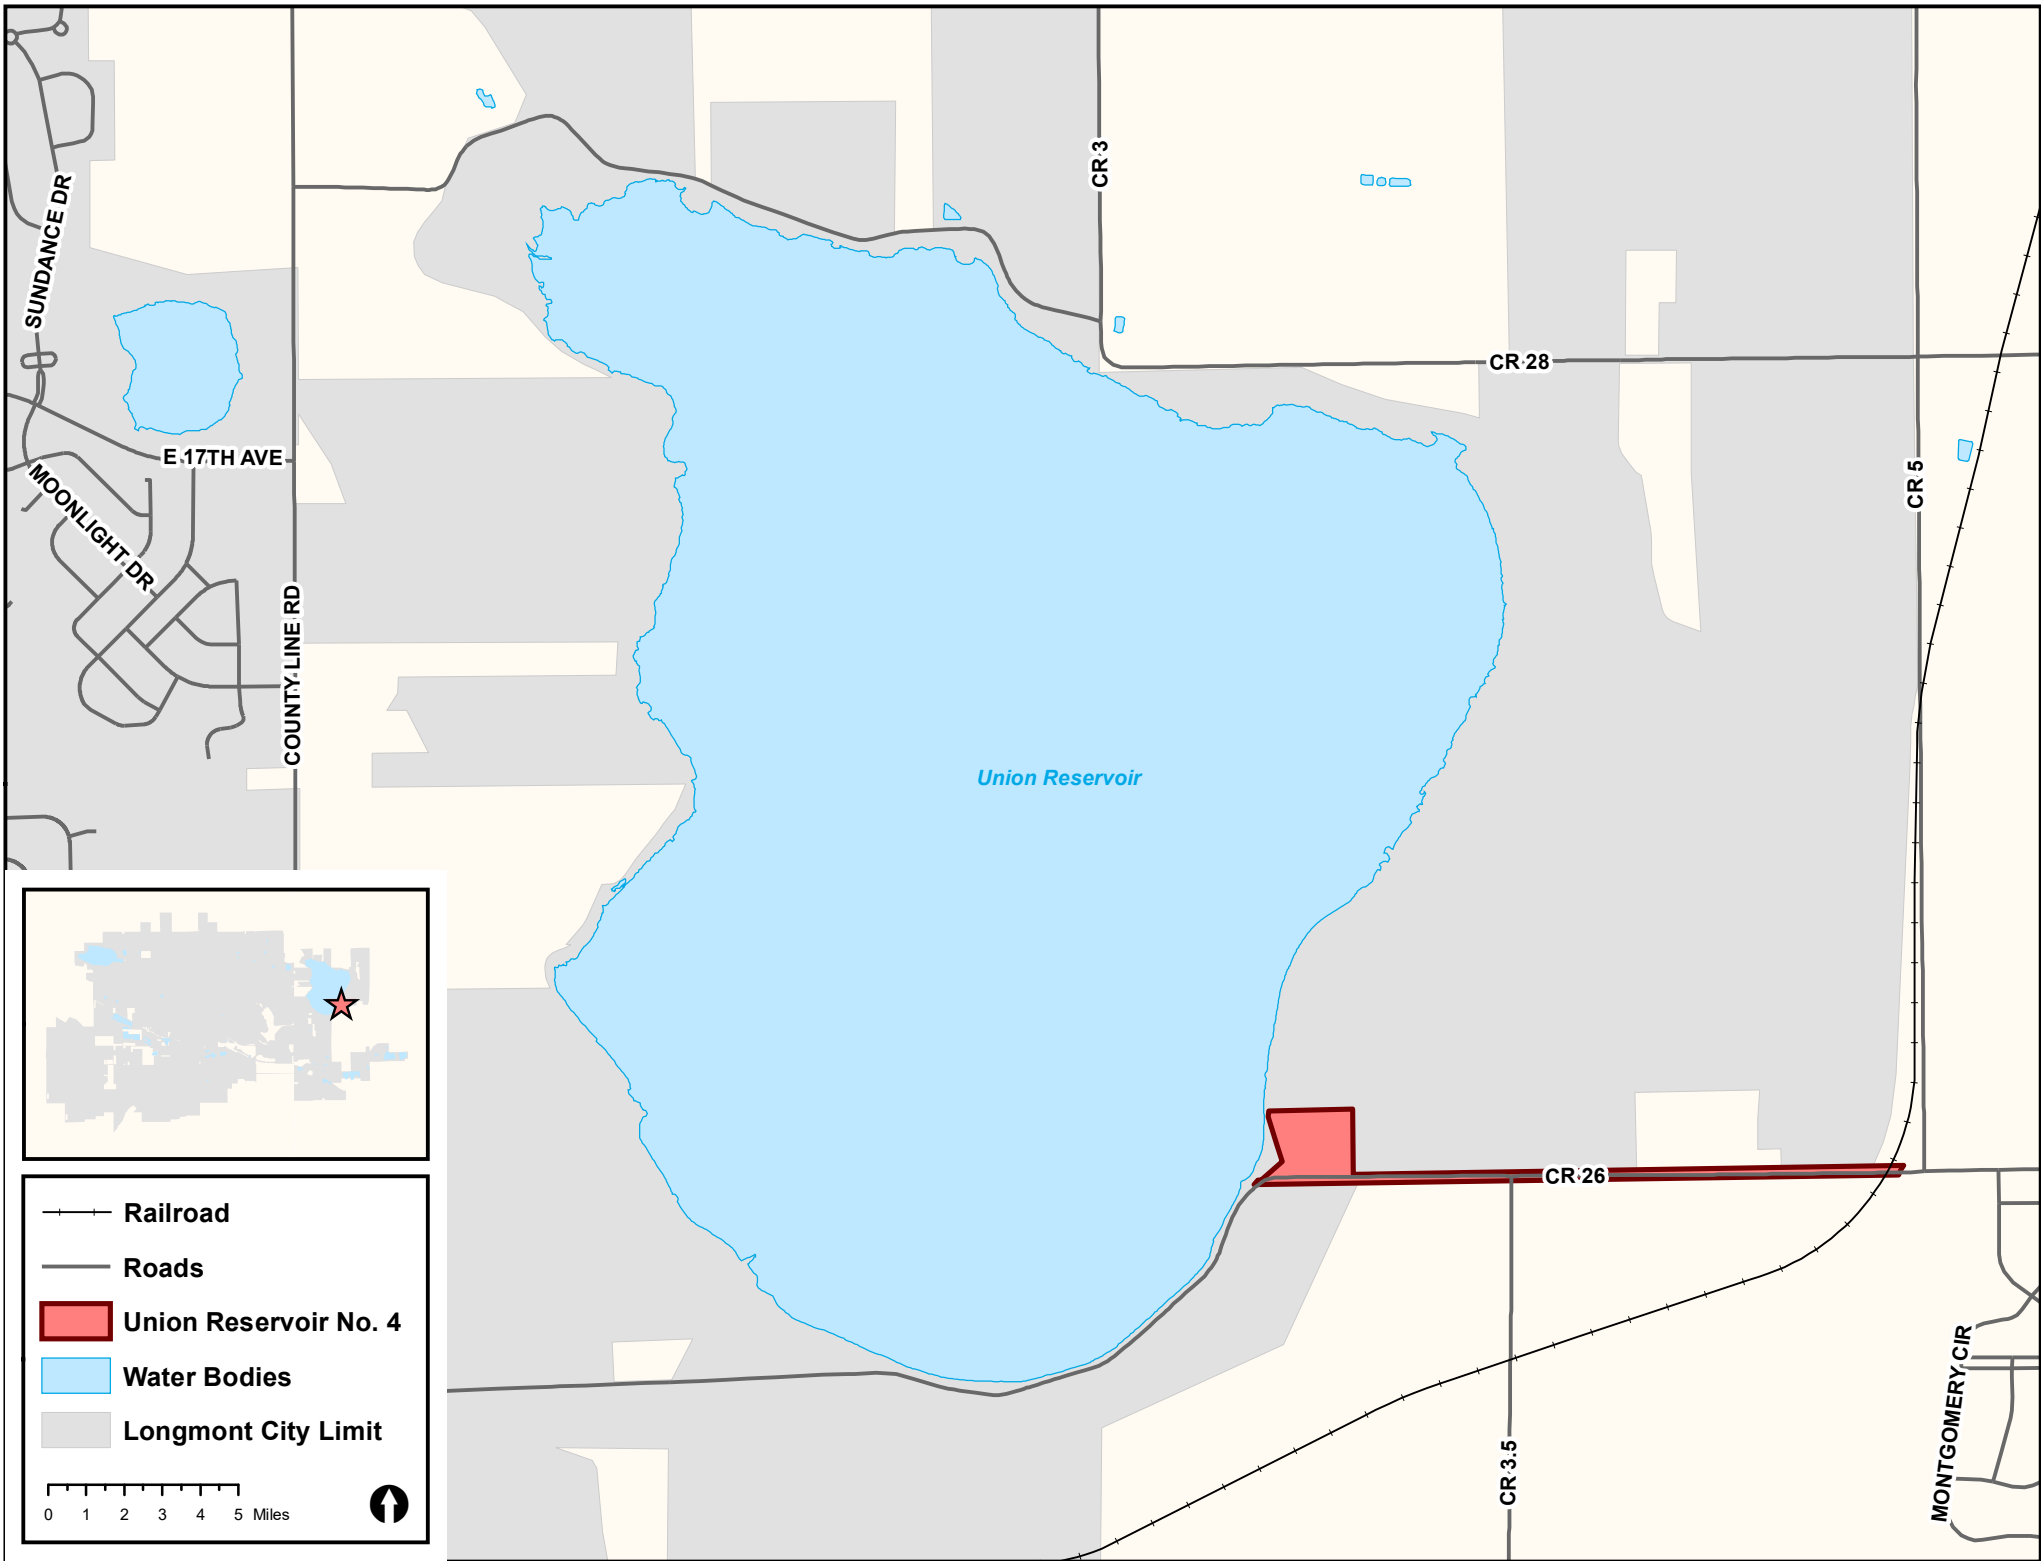 CR 3
SUNDANCE DR
CR 28
E 17TH AVE
CR 5
MOONLIGHT DR
COUNTY LINE RD
Union Reservoir
CR 26
MONTGOMERY CIR
CR 3.5
Railroad
Roads
Union Reservoir No. 4
Water Bodies
Longmont City Limit
0 1 2 3 4 5 Miles